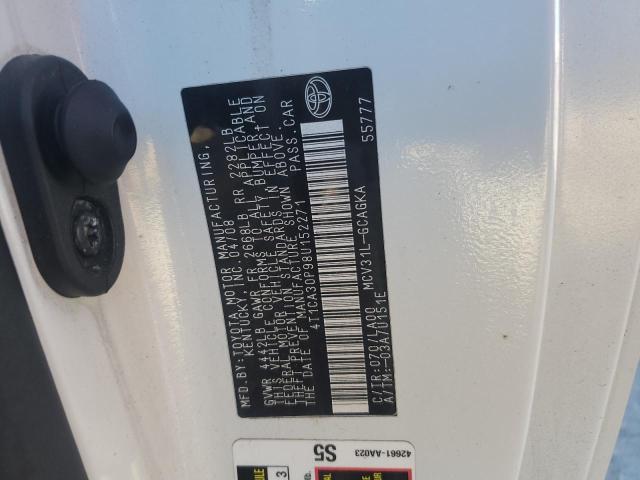 MFD.BY:TOYOTA MOTOR MANUFACTURING,
KENTUCKY, INC. 04/08
GVWR 4442LB GAWR FR 2668LB RR 2282LB
THIS VEHICLE CONFORMS TO ALL APPLICABLE
FEDERAL MOTOR VEHICLE SAFETY, BUMPER, AND
THEFT PREVENTION STANDARDS IN EFFECT ON
THE DATE OF MANUFACTURE SHOWN ABOVE.
4T1CA30P98U152271 PASS.CAR
MCV31L-GCAGKA
C/TR:070/LA00 55777
A/TM:-03A/U151E
42661-AA023
S5
3